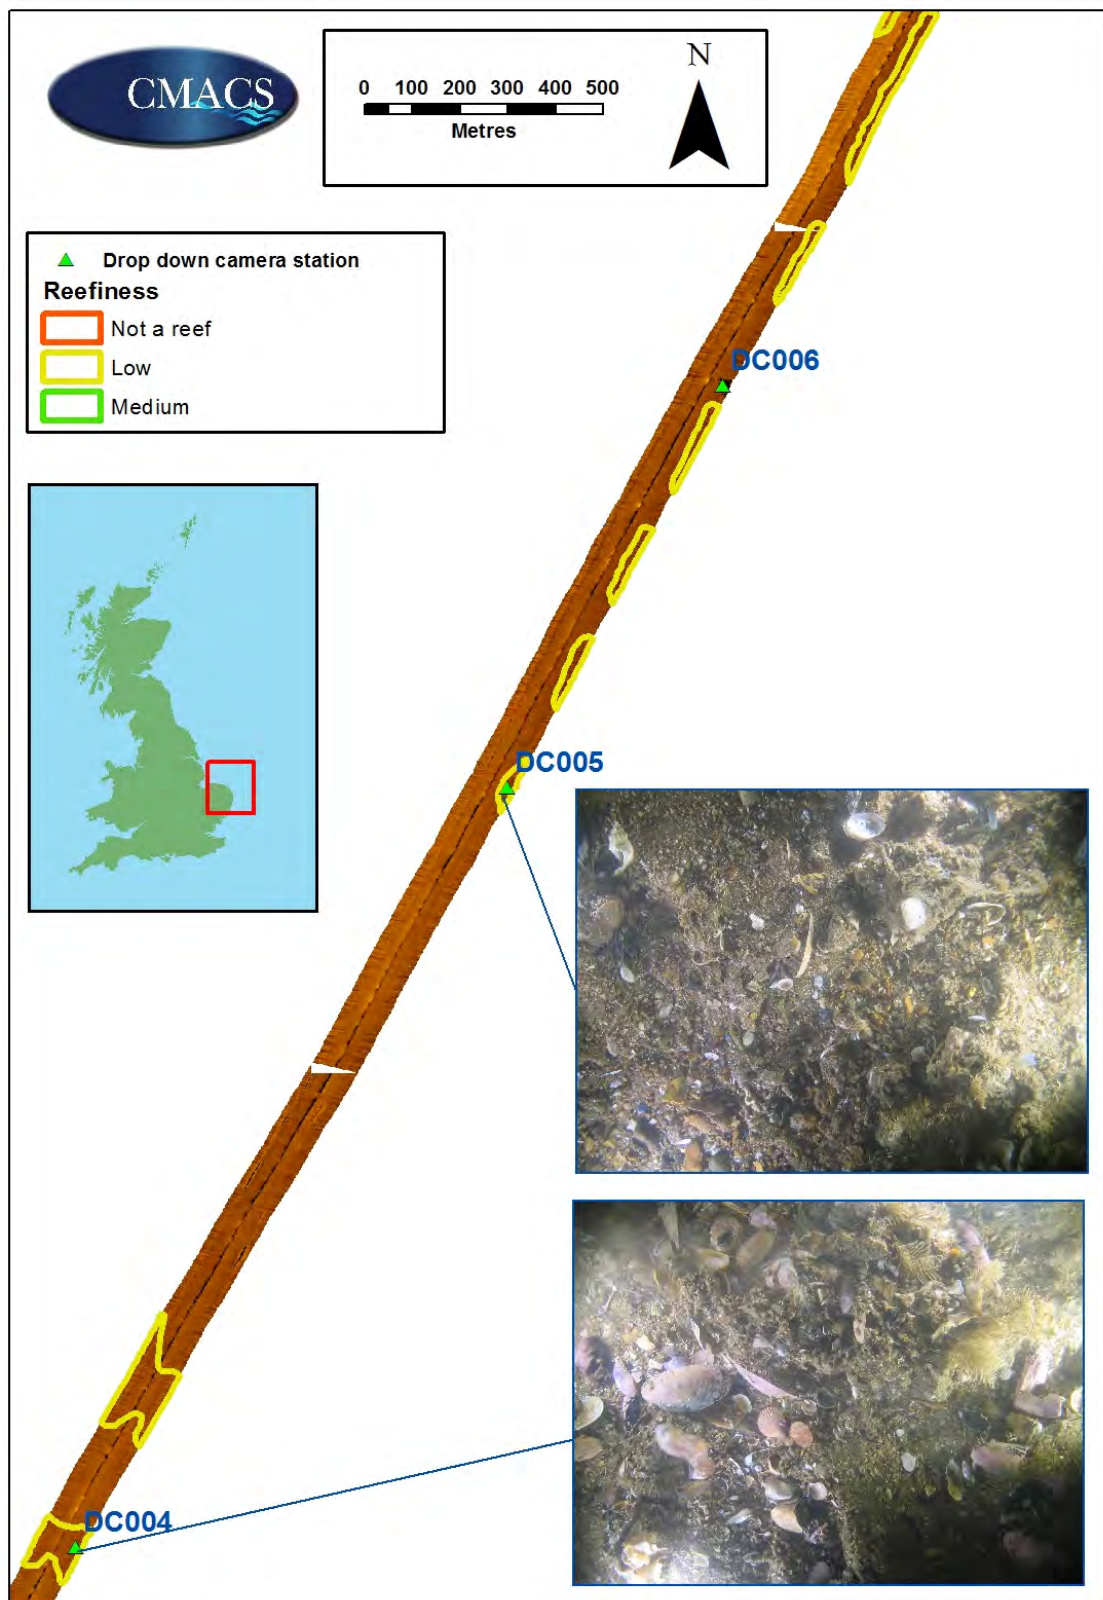 CMACS
0 100 200 300 400 500
Metres
N
Drop down camera station
Reefiness
Not a reef
Low
Medium
DC006
DC005
DC004